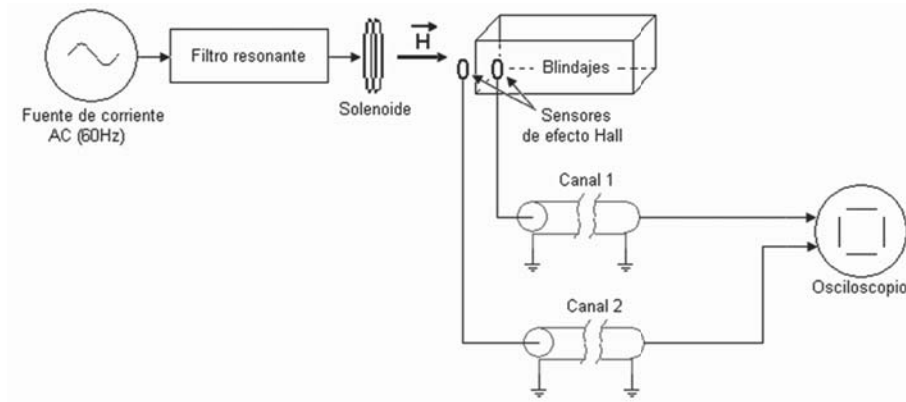 Filtro resonante
H
Blindajes
Fuente de corriente
AC (60Hz)
Solenoide
Sensores
de efecto Hall
Canal 1
Canal 2
Osciloscopio